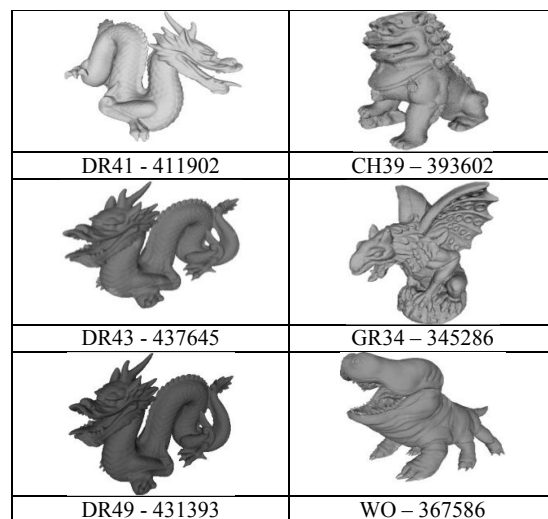 DR41 - 411902
CH39 – 393602
DR43 - 437645
GR34 – 345286
DR49 - 431393
WO – 367586